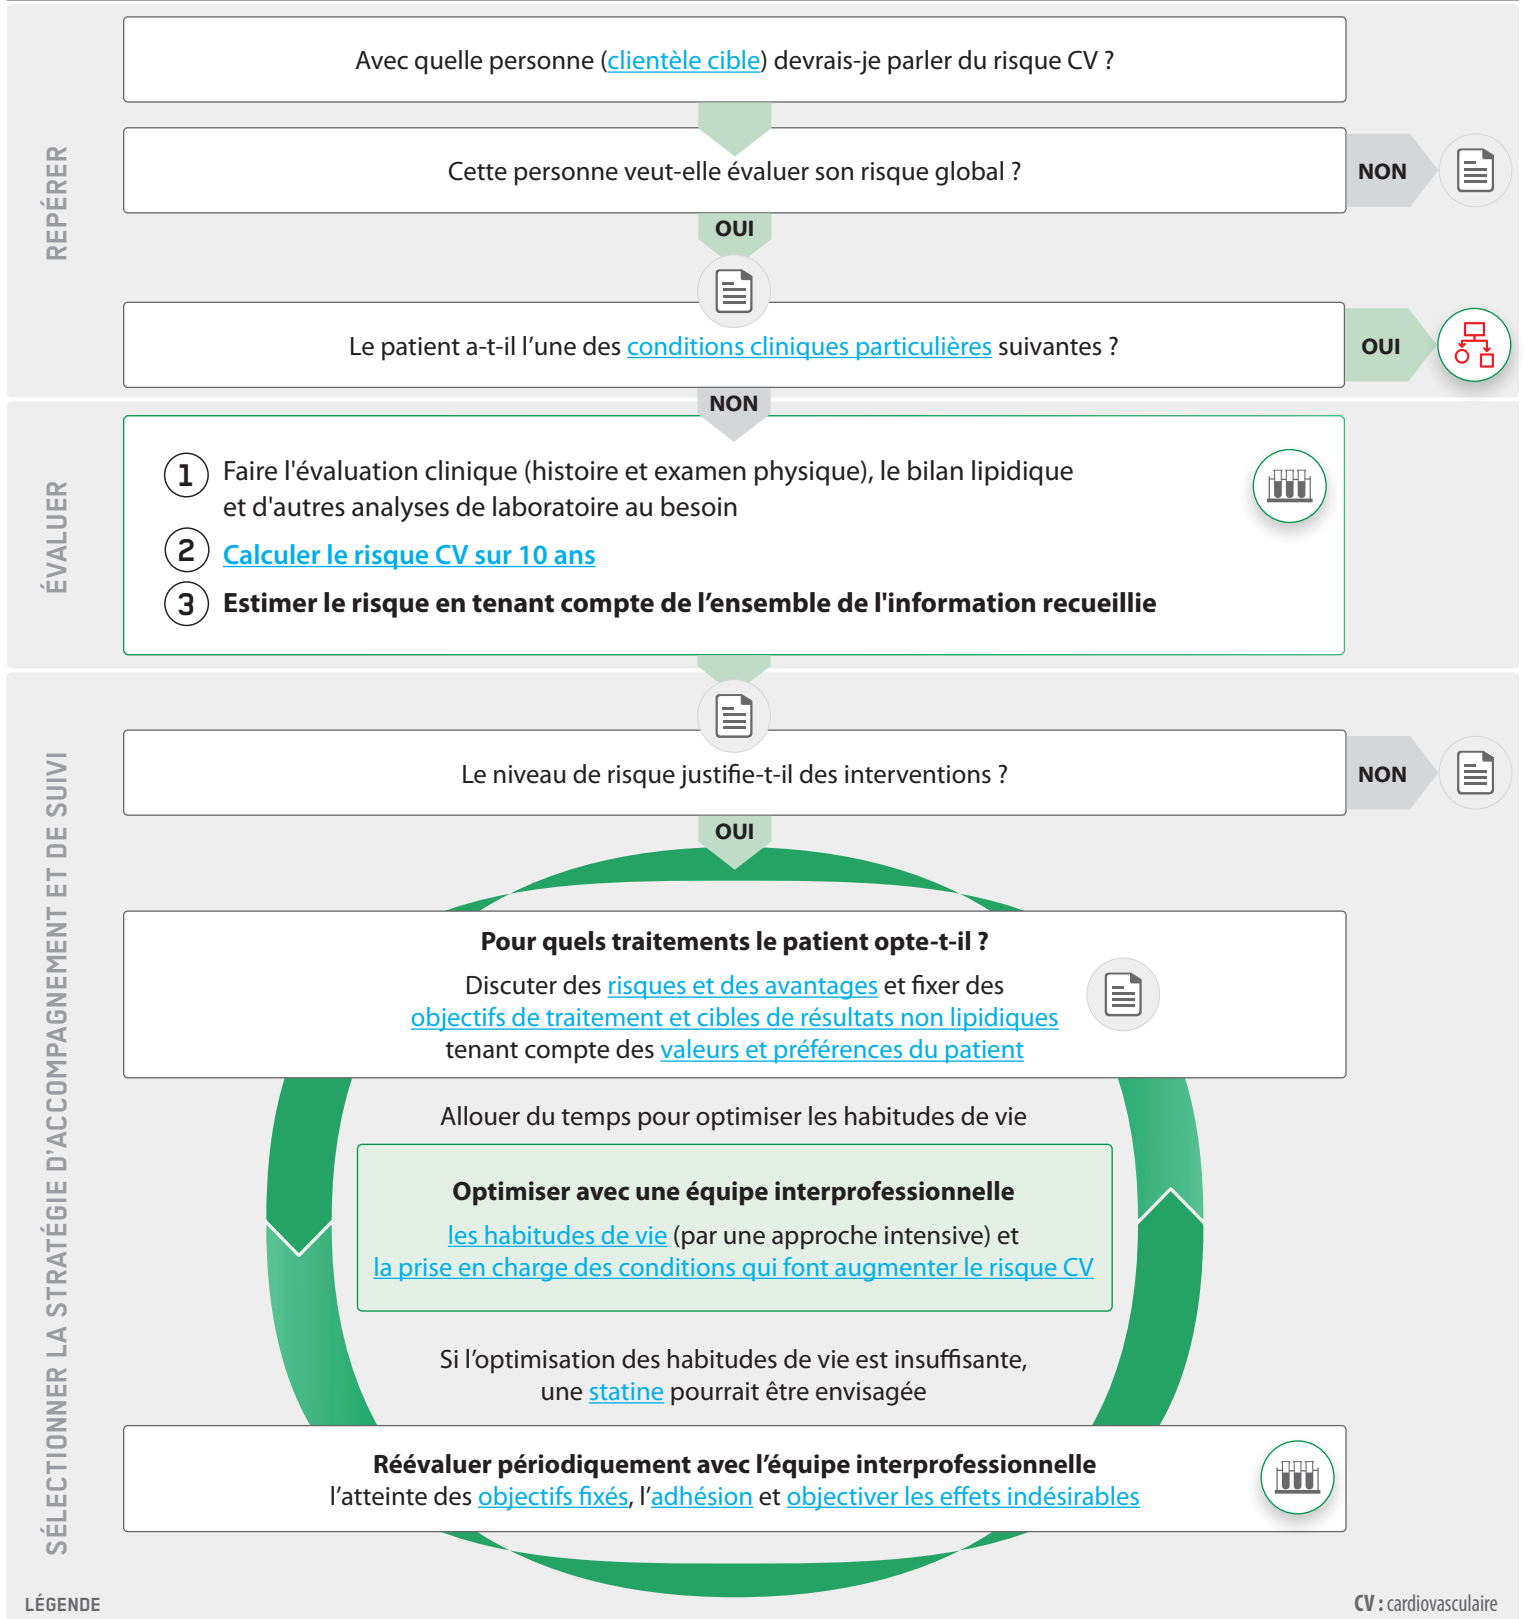 REPÉRER
Avec quelle personne (clientèle cible) devrais-je parler du risque CV ?
Cette personne veut-elle évaluer son risque global ?
NON
OUI
Le patient a-t-il l’une des conditions cliniques particulières suivantes ?
OUI
NON
ÉVALUER
1 Faire l'évaluation clinique (histoire et examen physique), le bilan lipidique
et d'autres analyses de laboratoire au besoin
2 Calculer le risque CV sur 10 ans
3 Estimer le risque en tenant compte de l’ensemble de l'information recueillie
SÉLECTIONNER LA STRATÉGIE D’ACCOMPAGNEMENT ET DE SUIVI
Le niveau de risque justifie-t-il des interventions ?
NON
OUI
Pour quels traitements le patient opte-t-il ?
Discuter des risques et des avantages et fixer des
objectifs de traitement et cibles de résultats non lipidiques
tenant compte des valeurs et préférences du patient
Allouer du temps pour optimiser les habitudes de vie
Optimiser avec une équipe interprofessionnelle
les habitudes de vie (par une approche intensive) et
la prise en charge des conditions qui font augmenter le risque CV
Si l’optimisation des habitudes de vie est insuffisante,
une statine pourrait être envisagée
Réévaluer périodiquement avec l’équipe interprofessionnelle
l’atteinte des objectifs fixés, l’adhésion et objectiver les effets indésirables
LÉGENDE
CV : cardiovasculaire